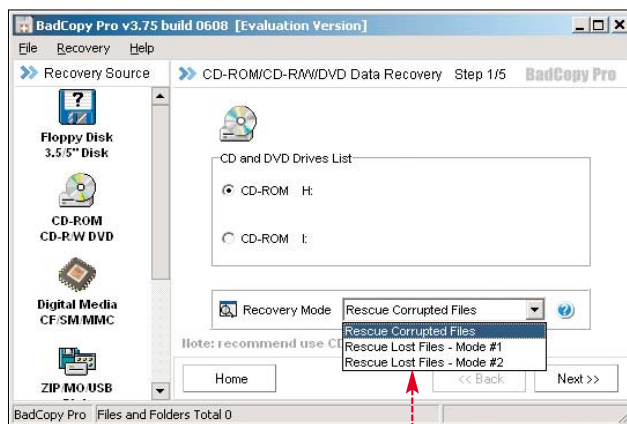 BadCopy Pro v3.75 build 0608 [Evaluation Version]
File Recovery Help
Recovery Source
CD-ROM/CD-R/W/DVD Data Recovery Step 1/5
BadCopy Pro
?
Floppy Disk
3.5/5" Disk
CD-ROM
CD-R/W DVD
Digital Media
CF/SM/MMC
ZIP/MO/USB
CD and DVD Drives List
CD-ROM H:
CD-ROM I:
Recovery Mode
Rescue Corrupted Files
?
Rescue Corrupted Files
Rescue Lost Files - Mode #1
Rescue Lost Files - Mode #2
Note: recommend use
Home
<< Back
Next >>
BadCopy Pro Files and Folders Total 0